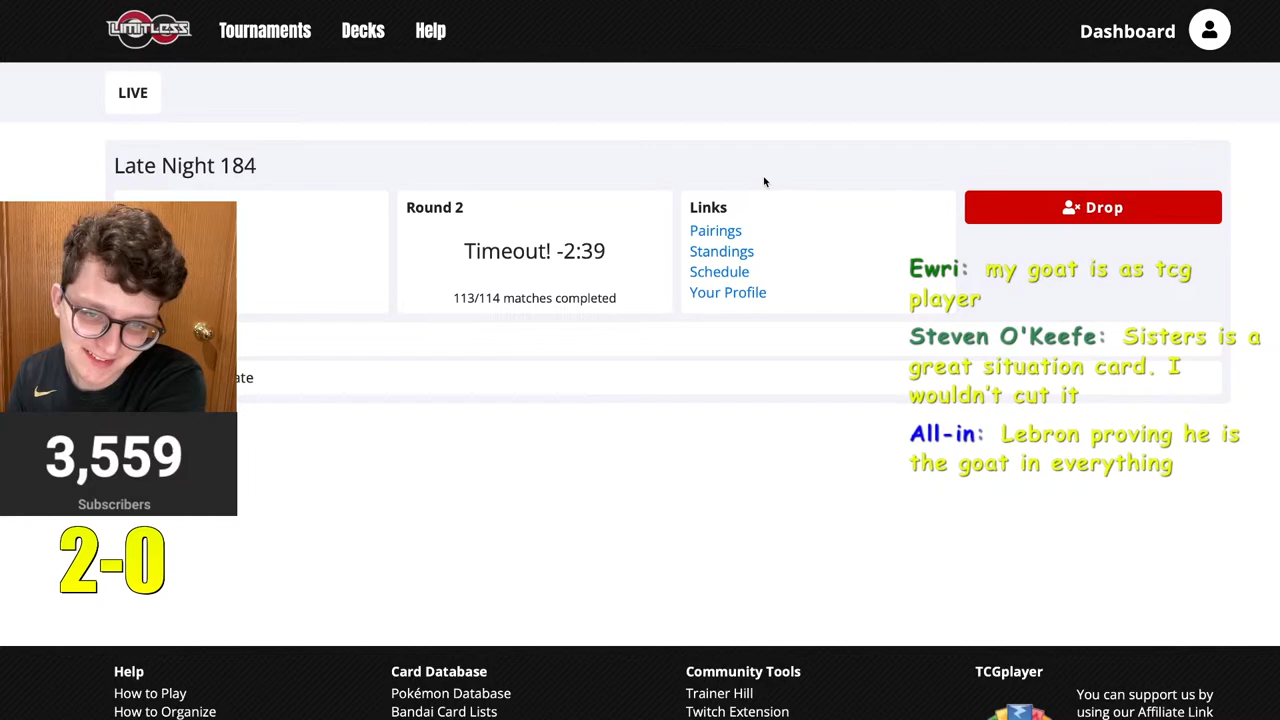 LIMITLESS
Tournaments
Decks
Help
Dashboard
LIVE
Late Night 184
Round 2
Timeout! -2:39
113/114 matches completed
Links
Pairings
Standings
Schedule
Your Profile
Drop
ate
Ewri: my goat is as tcg
player
Steven O'Keefe: Sisters is a
great situation card. I
wouldn't cut it
All-in: Lebron proving he is
the goat in everything
3,559
Subscribers
2-0
Help
How to Play
How to Organize
Card Database
Pokémon Database
Bandai Card Lists
Community Tools
Trainer Hill
Twitch Extension
TCGplayer
You can support us by
using our Affiliate Link